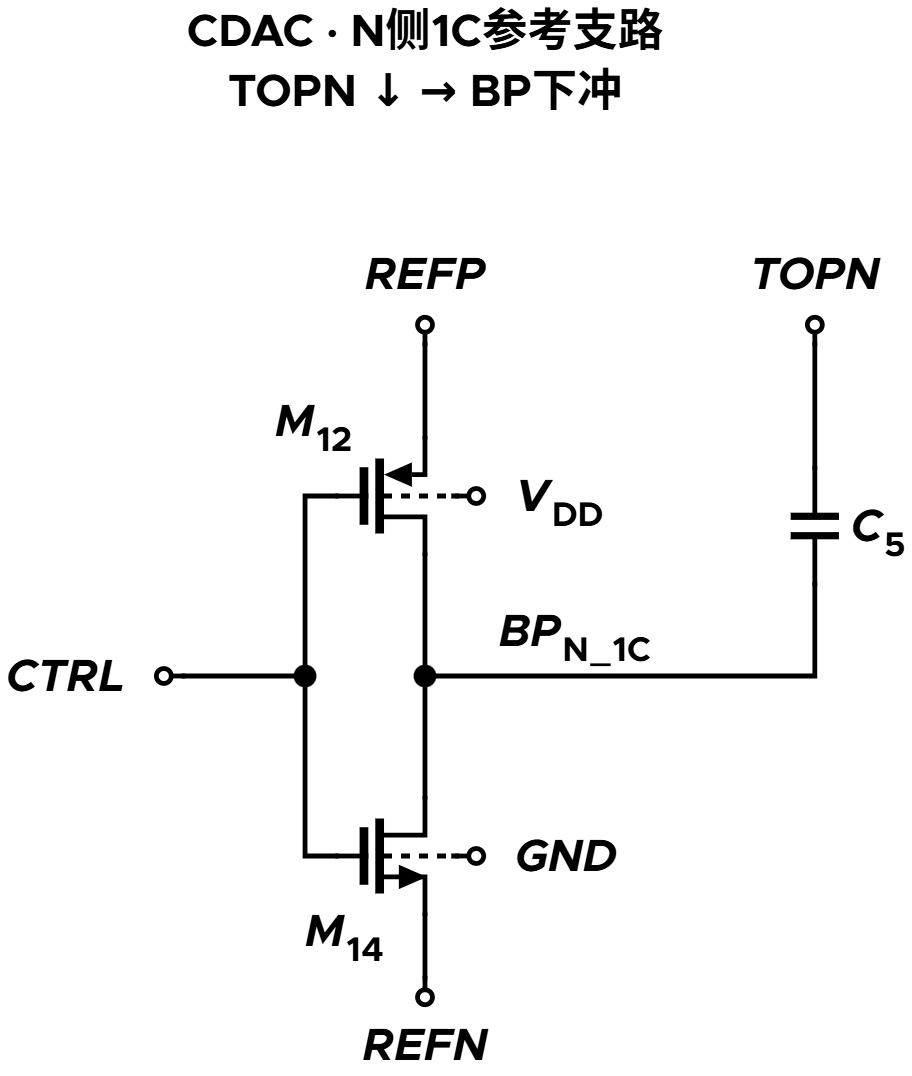 CDAC · N侧1C参考支路
TOPN ↓ → BP下冲
REFP
TOPN
M12
VDD
C5
BPN_1C
CTRL
GND
M14
REFN